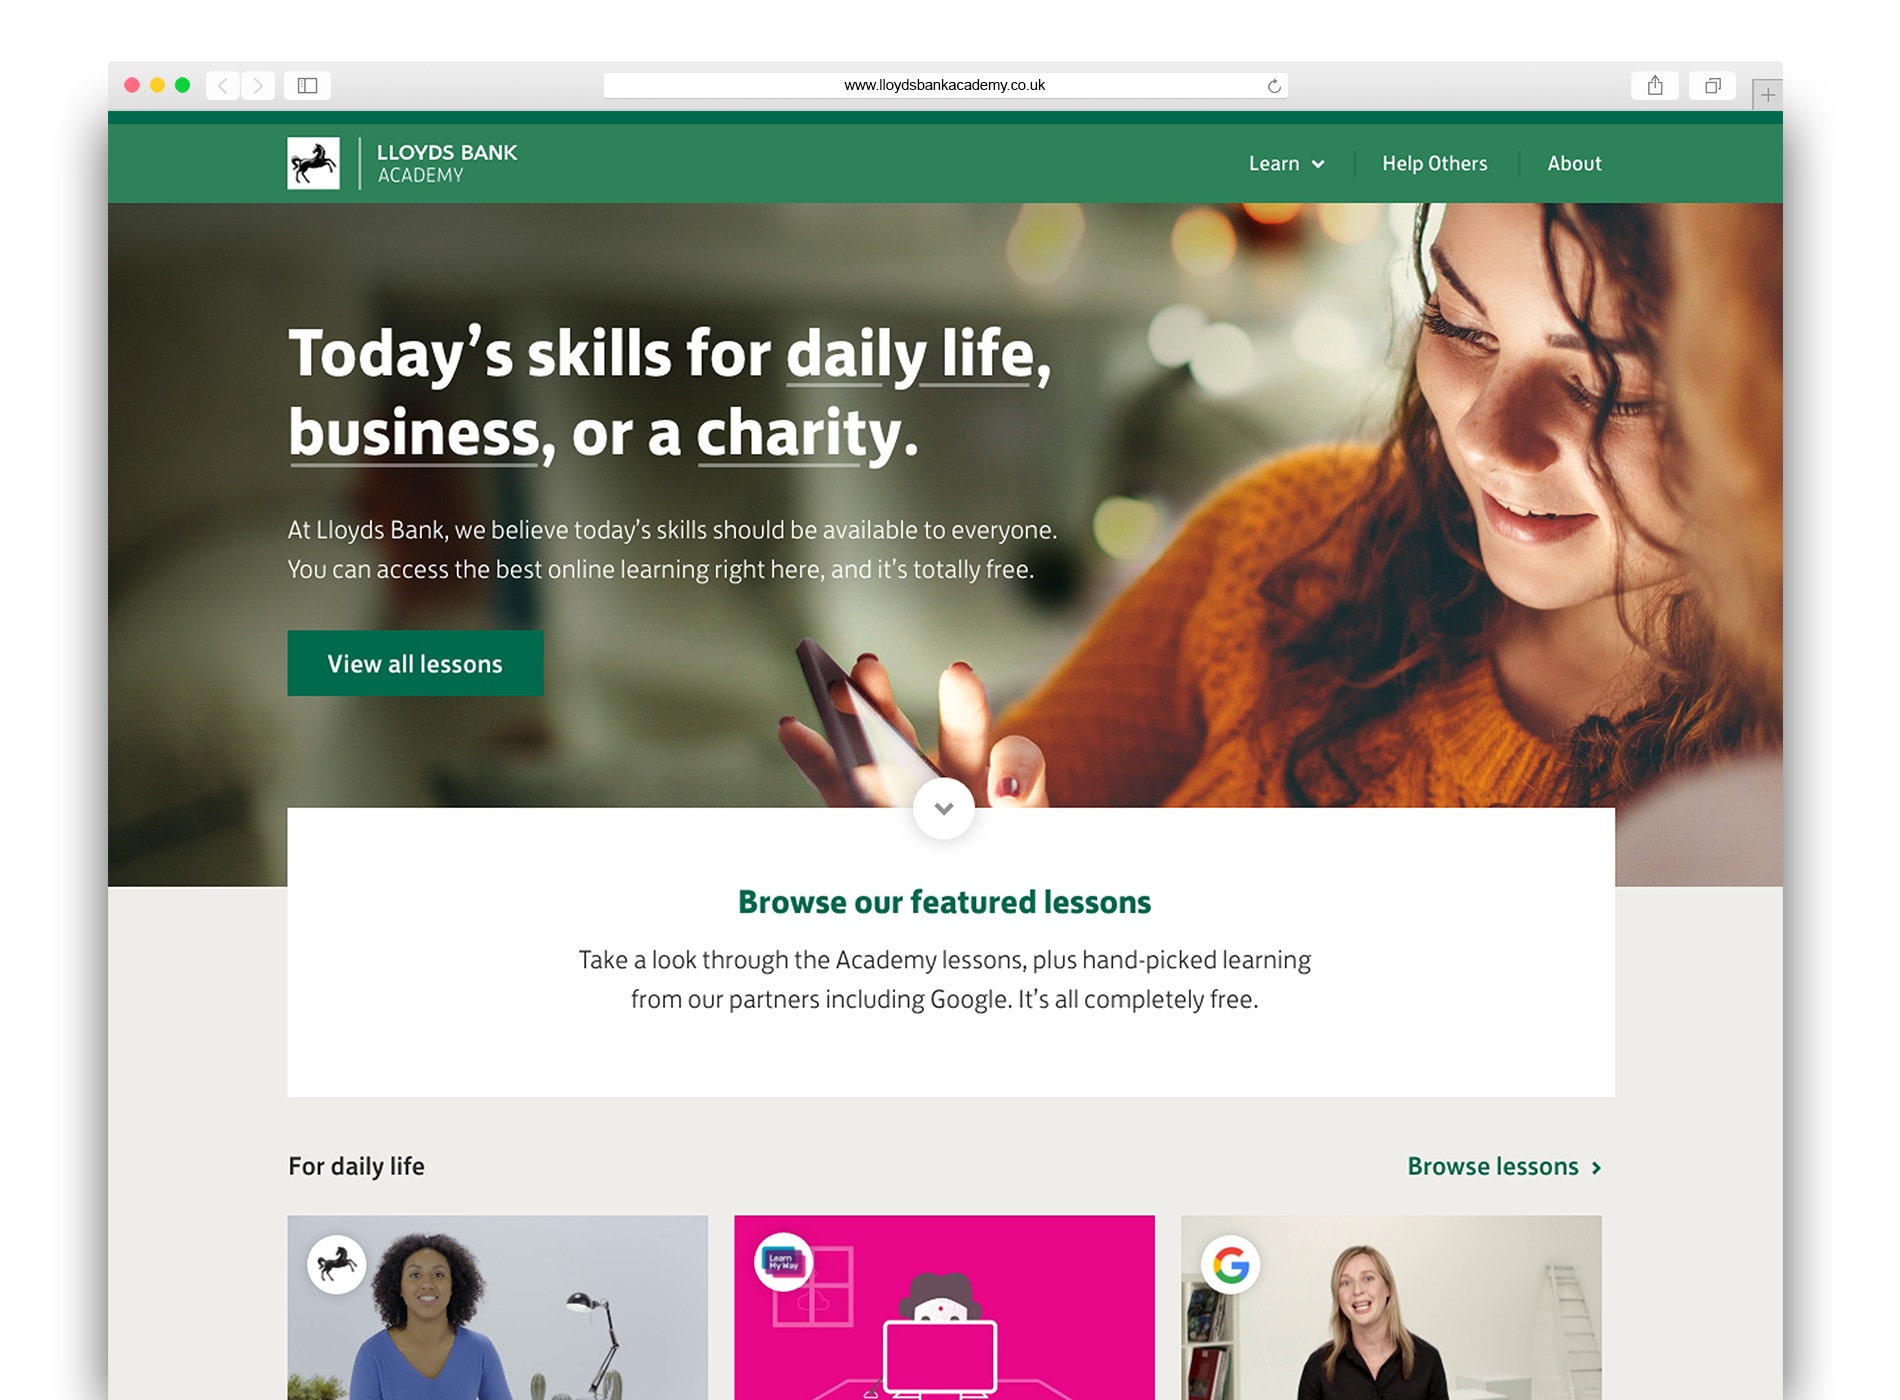 www.lloydsbankacademy.co.uk
LLOYDS BANK
ACADEMY
Learn
Help Others
About
Today’s skills for daily life,
business, or a charity.
At Lloyds Bank, we believe today’s skills should be available to everyone.
You can access the best online learning right here, and it’s totally free.
View all lessons
Browse our featured lessons
Take a look through the Academy lessons, plus hand-picked learning
from our partners including Google. It’s all completely free.
For daily life
Browse lessons
Learn
My Way
G